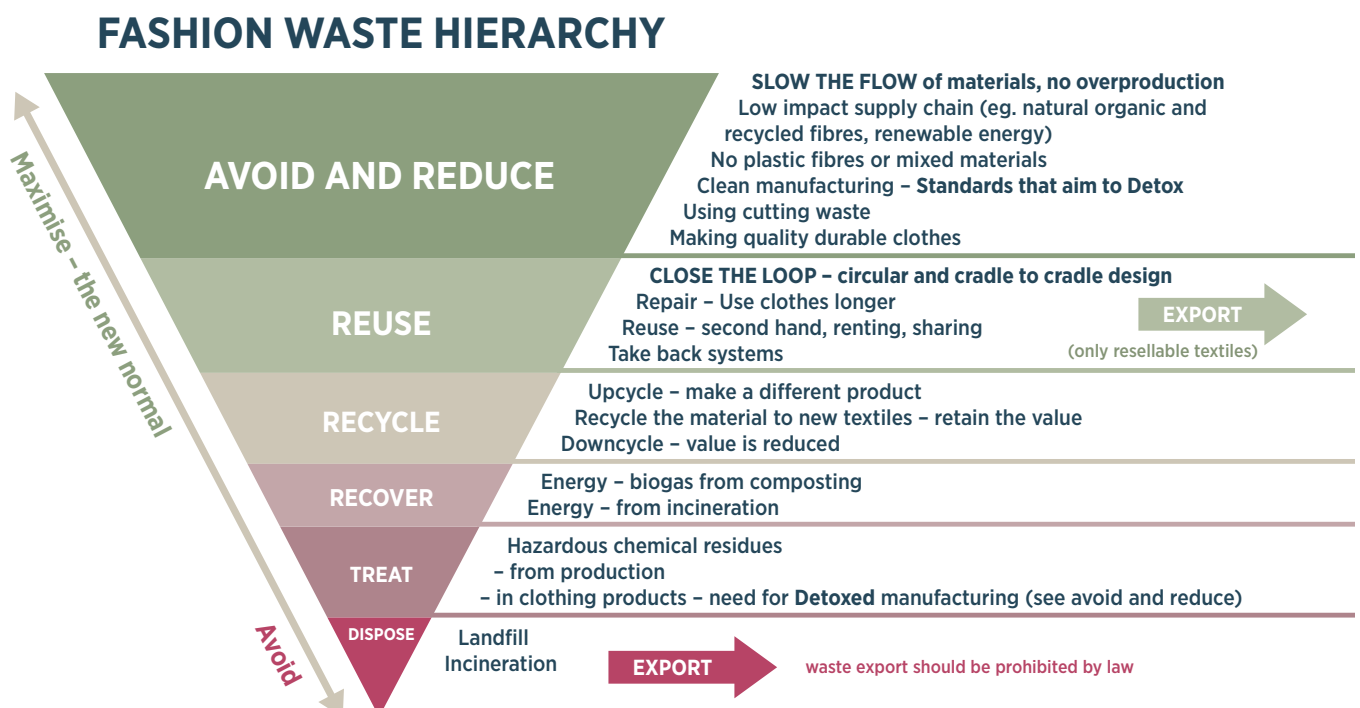 FASHION WASTE HIERARCHY
Maximise – the new normal
Avoid
AVOID AND REDUCE
SLOW THE FLOW of materials, no overproduction
Low impact supply chain (eg. natural organic and
recycled fibres, renewable energy)
No plastic fibres or mixed materials
Clean manufacturing – Standards that aim to Detox
Using cutting waste
Making quality durable clothes
REUSE
CLOSE THE LOOP – circular and cradle to cradle design
Repair – Use clothes longer
Reuse – second hand, renting, sharing
Take back systems
EXPORT
(only resellable textiles)
RECYCLE
Upcycle – make a different product
Recycle the material to new textiles – retain the value
Downcycle – value is reduced
RECOVER
Energy – biogas from composting
Energy – from incineration
TREAT
Hazardous chemical residues
– from production
– in clothing products – need for Detoxed manufacturing (see avoid and reduce)
DISPOSE
Landfill
Incineration
EXPORT
waste export should be prohibited by law